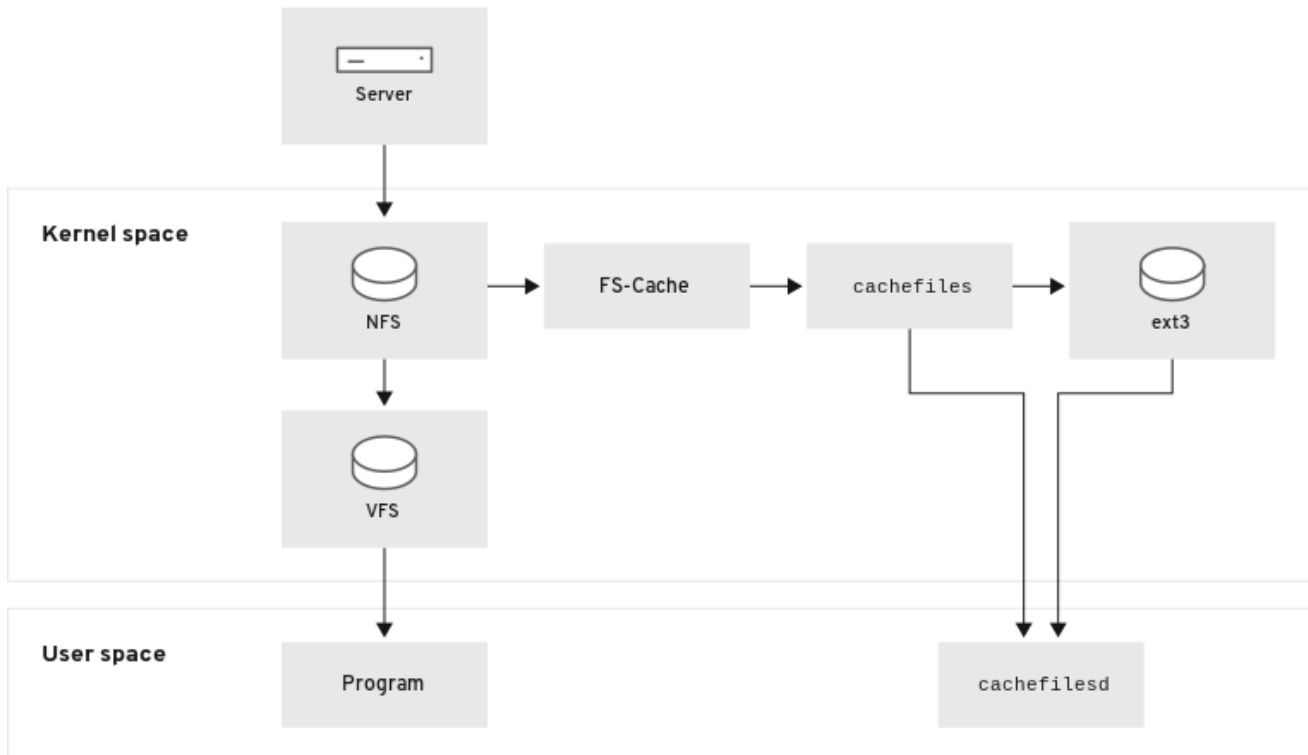 Server
Kernel space
NFS
FS-Cache
cachefiles
ext3
VFS
User space
Program
cachefilesd